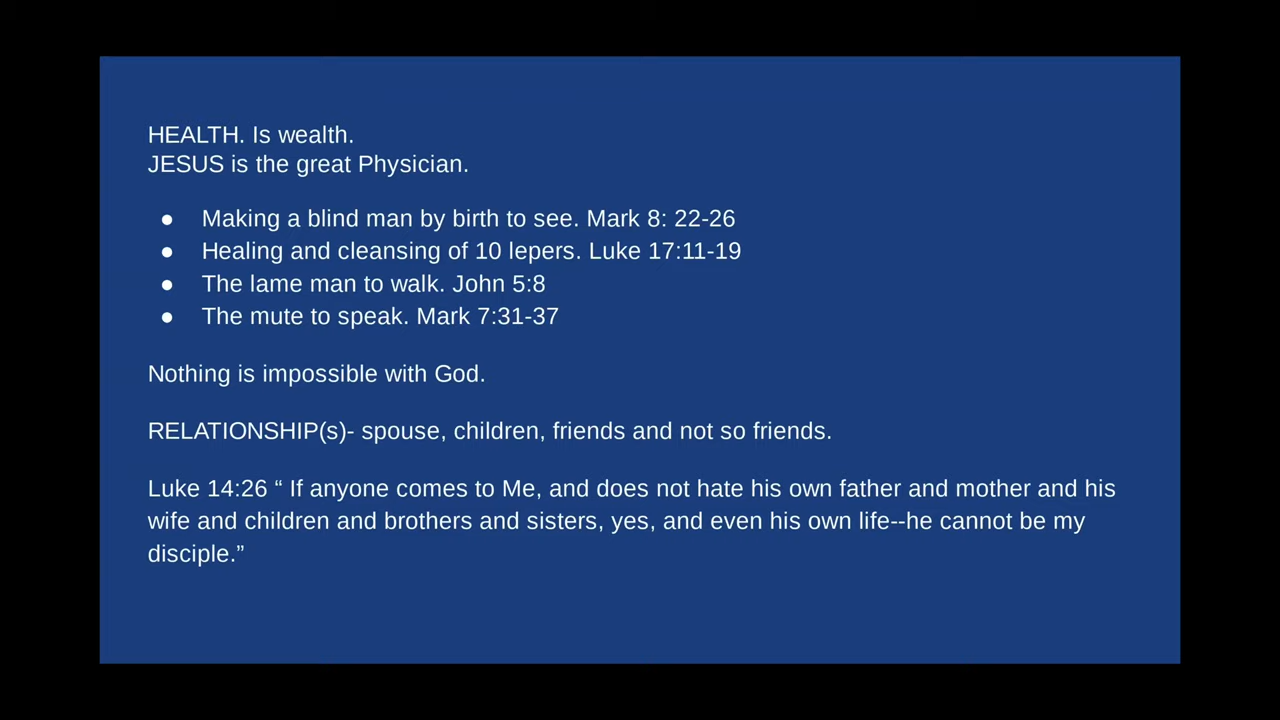 HEALTH. Is wealth.
JESUS is the great Physician.
● Making a blind man by birth to see. Mark 8: 22-26
● Healing and cleansing of 10 lepers. Luke 17:11-19
● The lame man to walk. John 5:8
● The mute to speak. Mark 7:31-37
Nothing is impossible with God.
RELATIONSHIP(s)- spouse, children, friends and not so friends.
Luke 14:26 “ If anyone comes to Me, and does not hate his own father and mother and his
wife and children and brothers and sisters, yes, and even his own life--he cannot be my
disciple.”